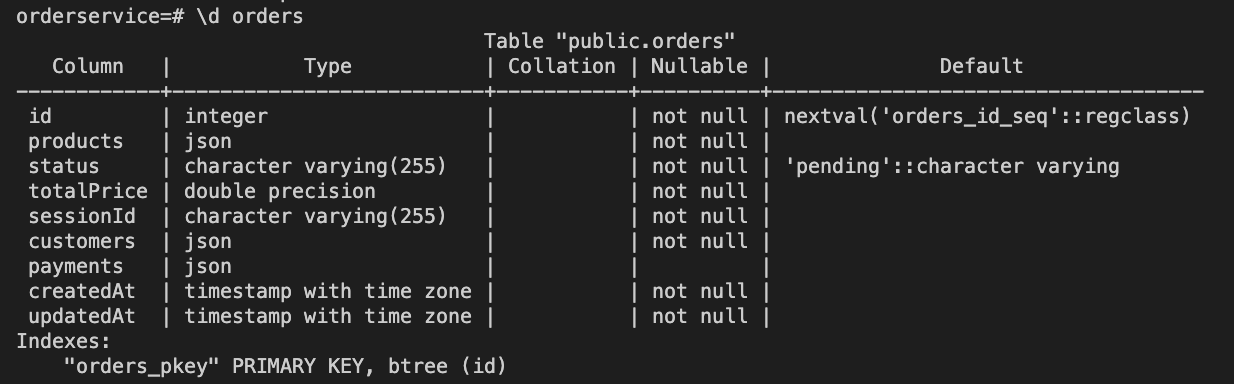 orderservice=# \d orders
Table "public.orders"
Column | Type | Collation | Nullable | Default
------------+--------------------------+-----------+----------+------------------------------------
id | integer | | not null | nextval('orders_id_seq'::regclass)
products | json | | not null |
status | character varying(255) | | not null | 'pending'::character varying
totalPrice | double precision | | not null |
sessionId | character varying(255) | | not null |
customers | json | | not null |
payments | json | | |
createdAt | timestamp with time zone | | not null |
updatedAt | timestamp with time zone | | not null |
Indexes:
"orders_pkey" PRIMARY KEY, btree (id)